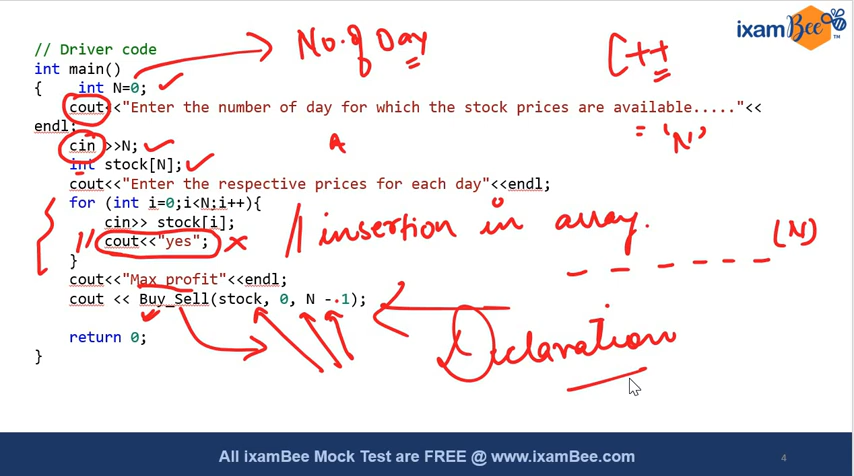 ixamBee
// Driver code
No. of Day
C++
int main()
{    int N=0;
cout<<"Enter the number of day for which the stock prices are available....."<<
endl;
= 'N'
cin >>N;
A
int stock[N];
cout<<"Enter the respective prices for each day"<<endl;
for (int i=0;i<N;i++){
cin>> stock[i];
// insertion in array.
// cout<<"yes"; x
(N)
}
cout<<"Max profit"<<endl;
cout << Buy_Sell(stock, 0, N -.1);
Declaration
return 0;
}
All ixamBee Mock Test are FREE @ www.ixamBee.com
4